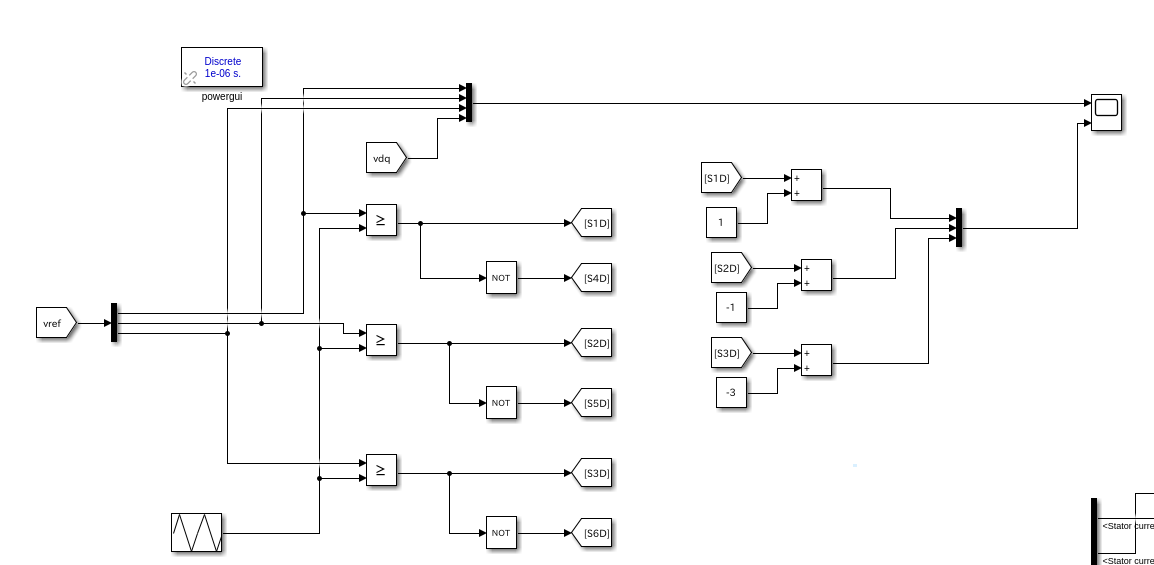 Discrete
1e-06 s.
powergui
vdq
[S1D]
+
+
1
≥
[S1D]
[S2D]
+
+
NOT
[S4D]
-1
vref
≥
[S2D]
[S3D]
+
+
-3
NOT
[S5D]
≥
[S3D]
NOT
[S6D]
<Stator curre
<Stator curre